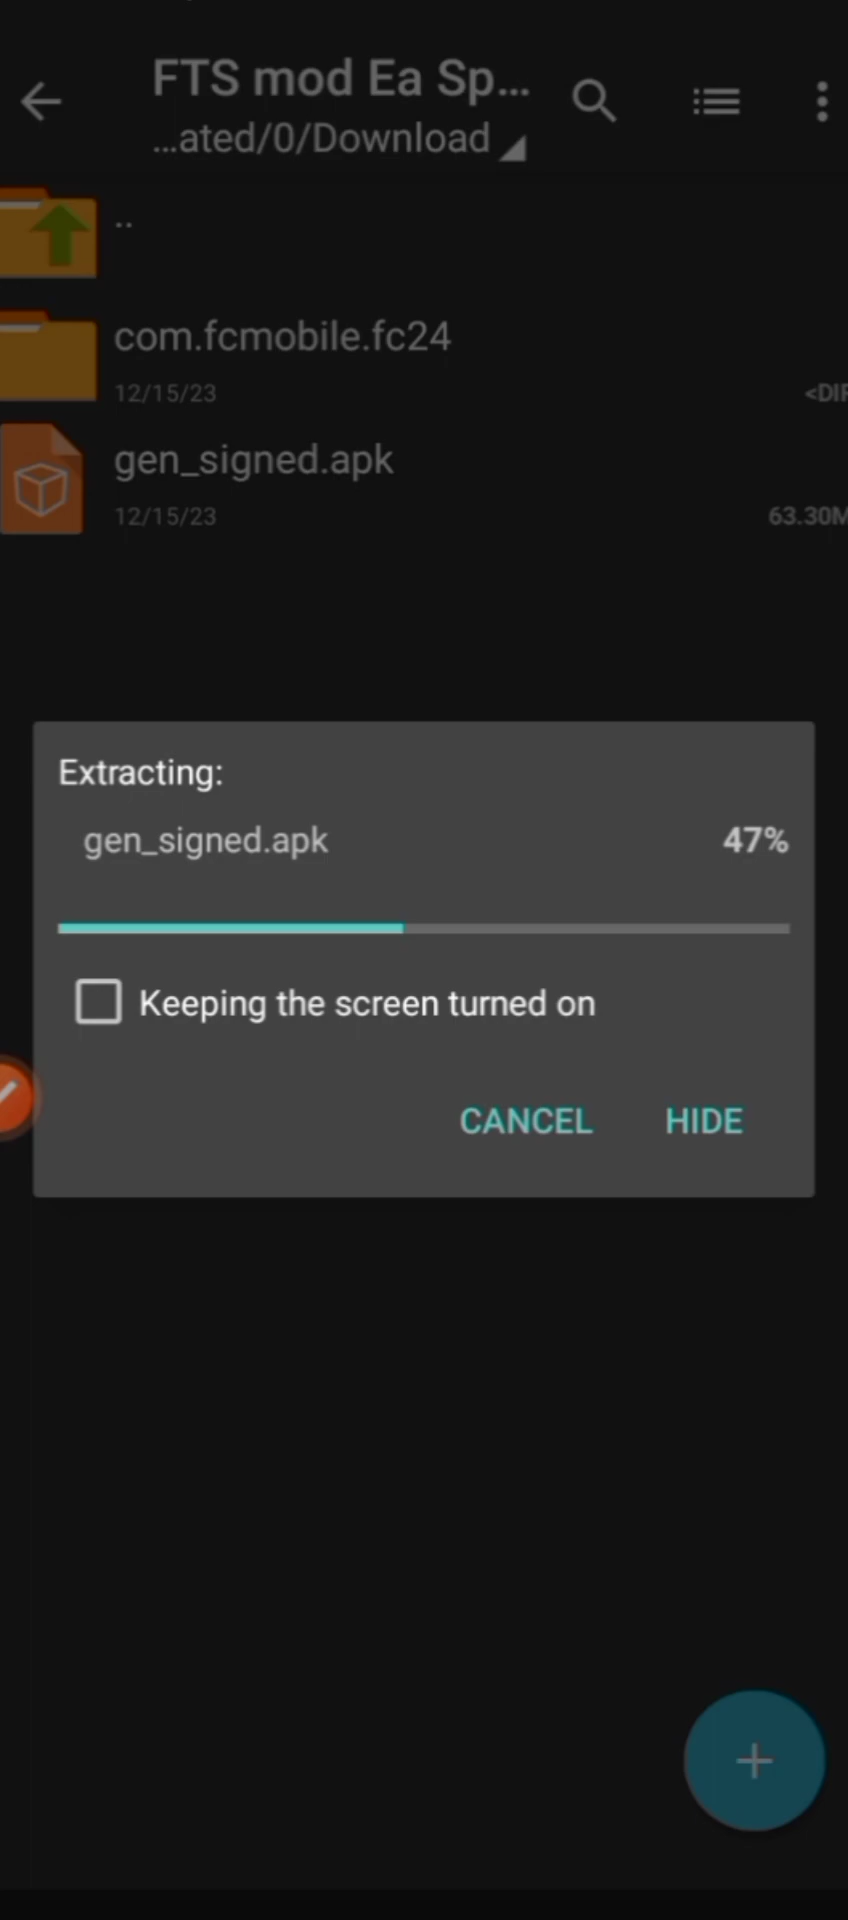 FTS mod Ea Sp...
...ated/0/Download
..
com.fcmobile.fc24
12/15/23
<DIR
gen_signed.apk
12/15/23
63.30M
Extracting:
gen_signed.apk
47%
Keeping the screen turned on
CANCEL
HIDE